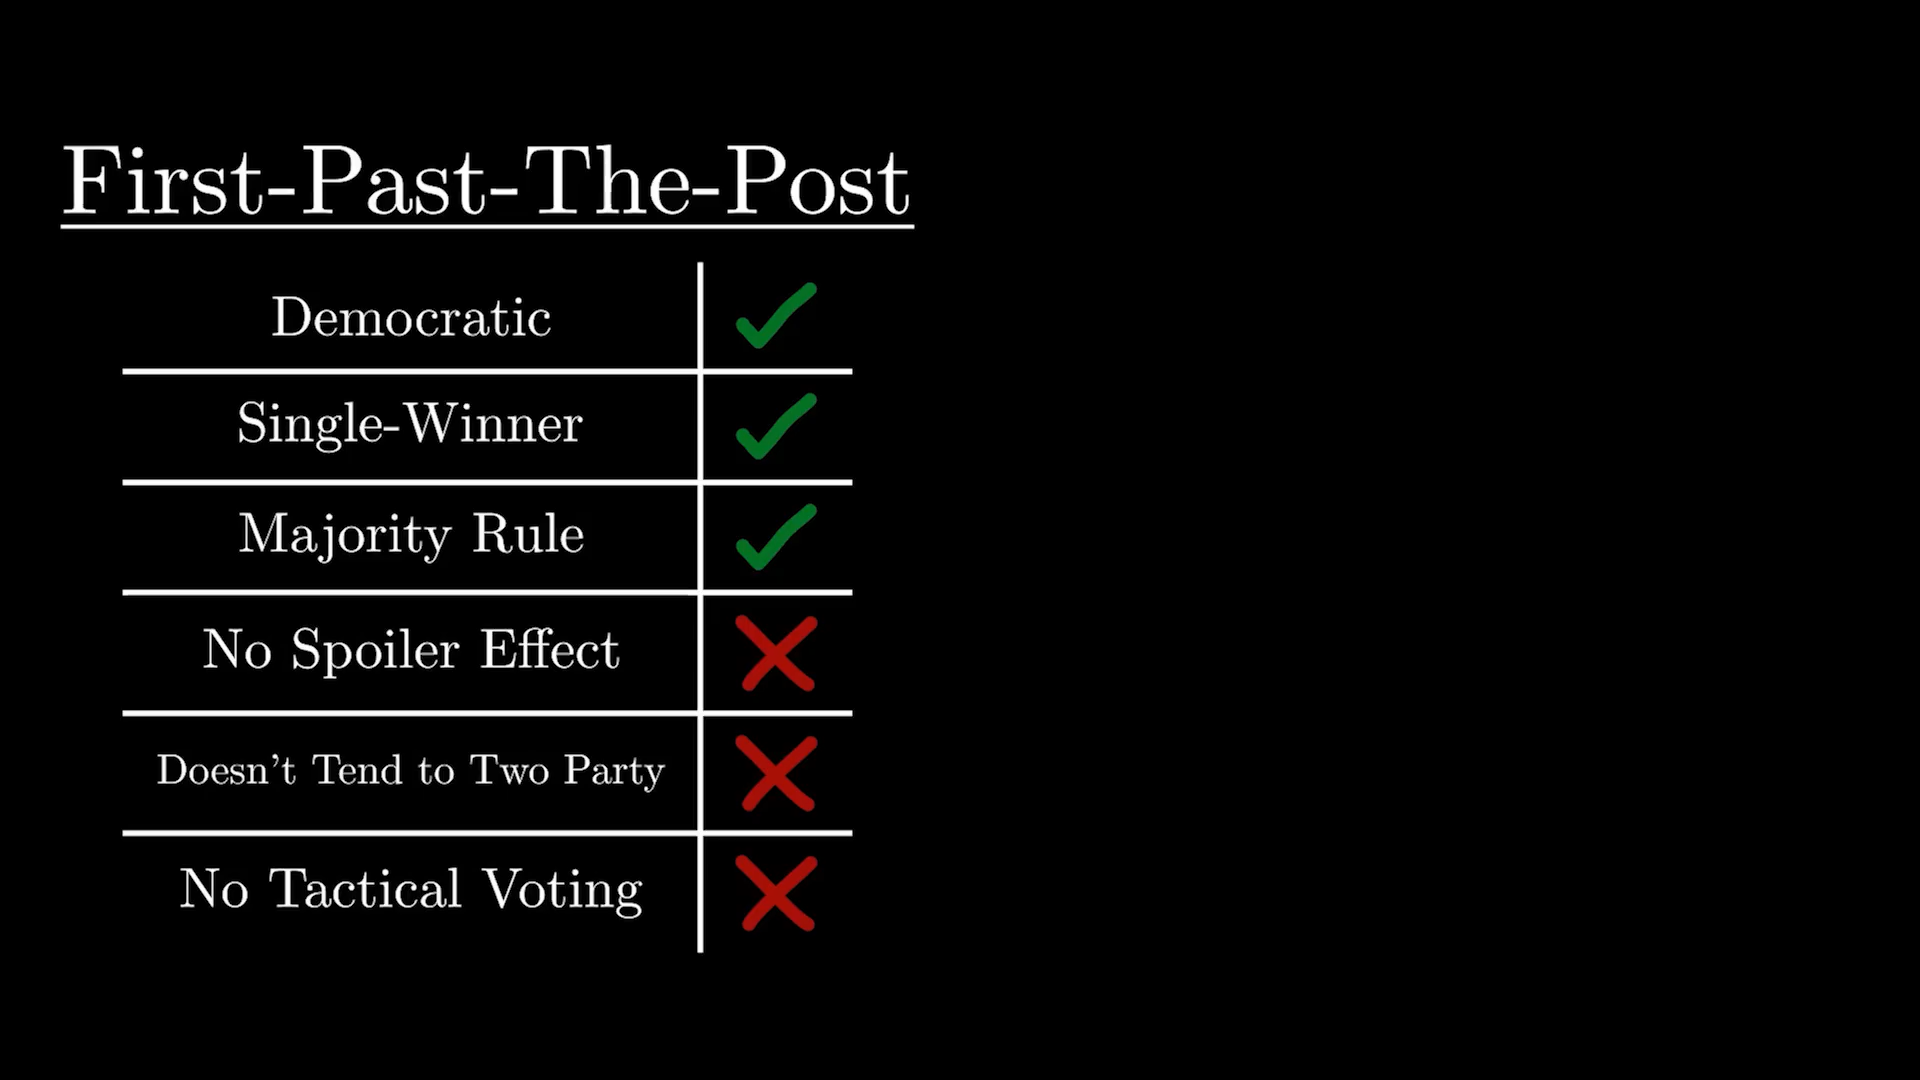 First-Past-The-Post
Democratic
Single-Winner
Majority Rule
No Spoiler Effect
Doesn't Tend to Two Party
No Tactical Voting